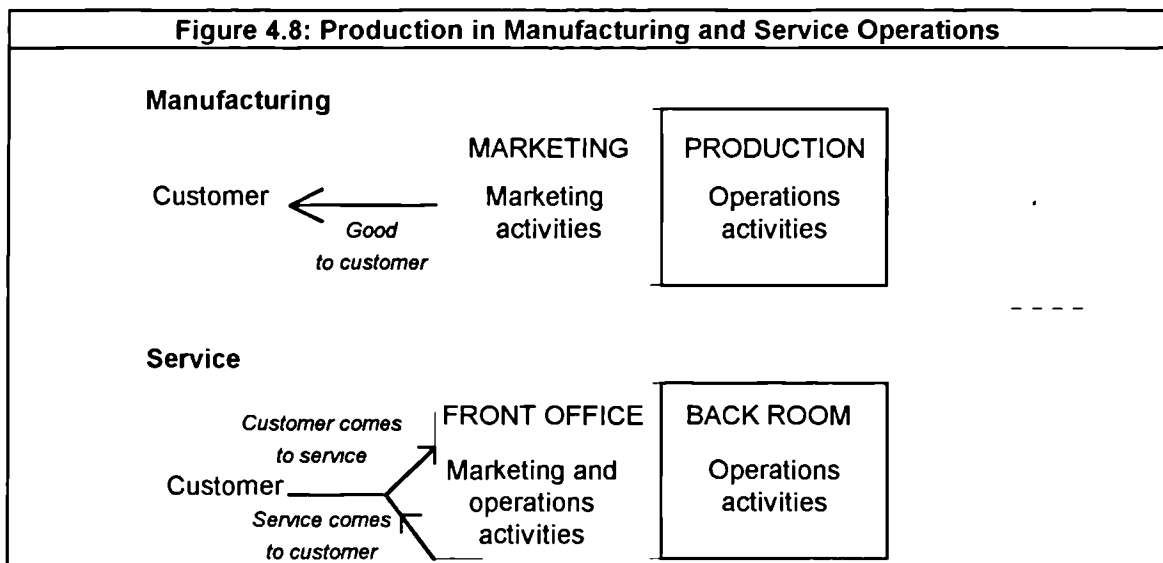 Figure 4.8: Production in Manufacturing and Service Operations
Manufacturing
MARKETING
PRODUCTION
Customer
Good
to customer
Marketing
activities
Operations
activities
Service
Customer comes
to service
FRONT OFFICE
BACK ROOM
Customer
Service comes
to customer
Marketing and
operations
activities
Operations
activities